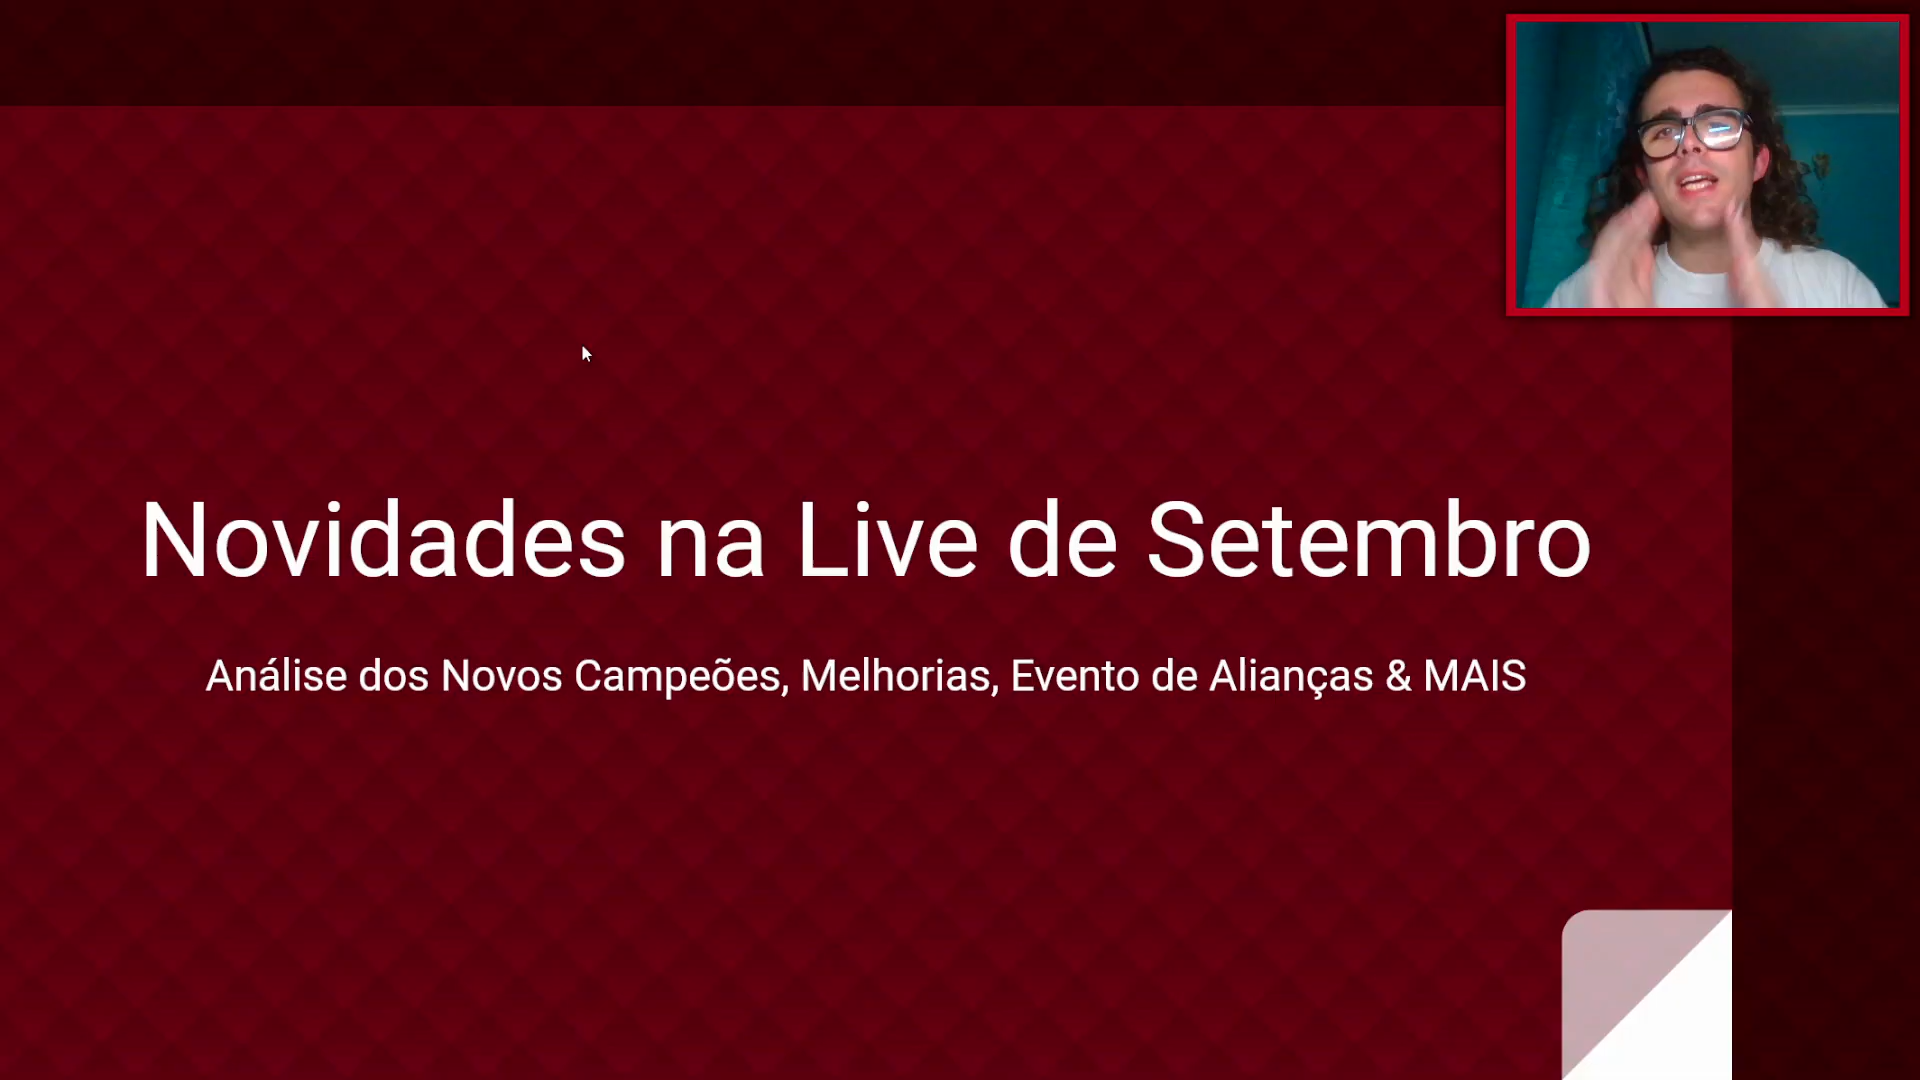 Novidades na Live de Setembro
Análise dos Novos Campeões, Melhorias, Evento de Alianças & MAIS